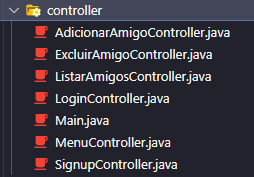 controller
AdicionarAmigoController.java
ExcluirAmigoController.java
ListarAmigosController.java
LoginController.java
Main.java
MenuController.java
SignupController.java